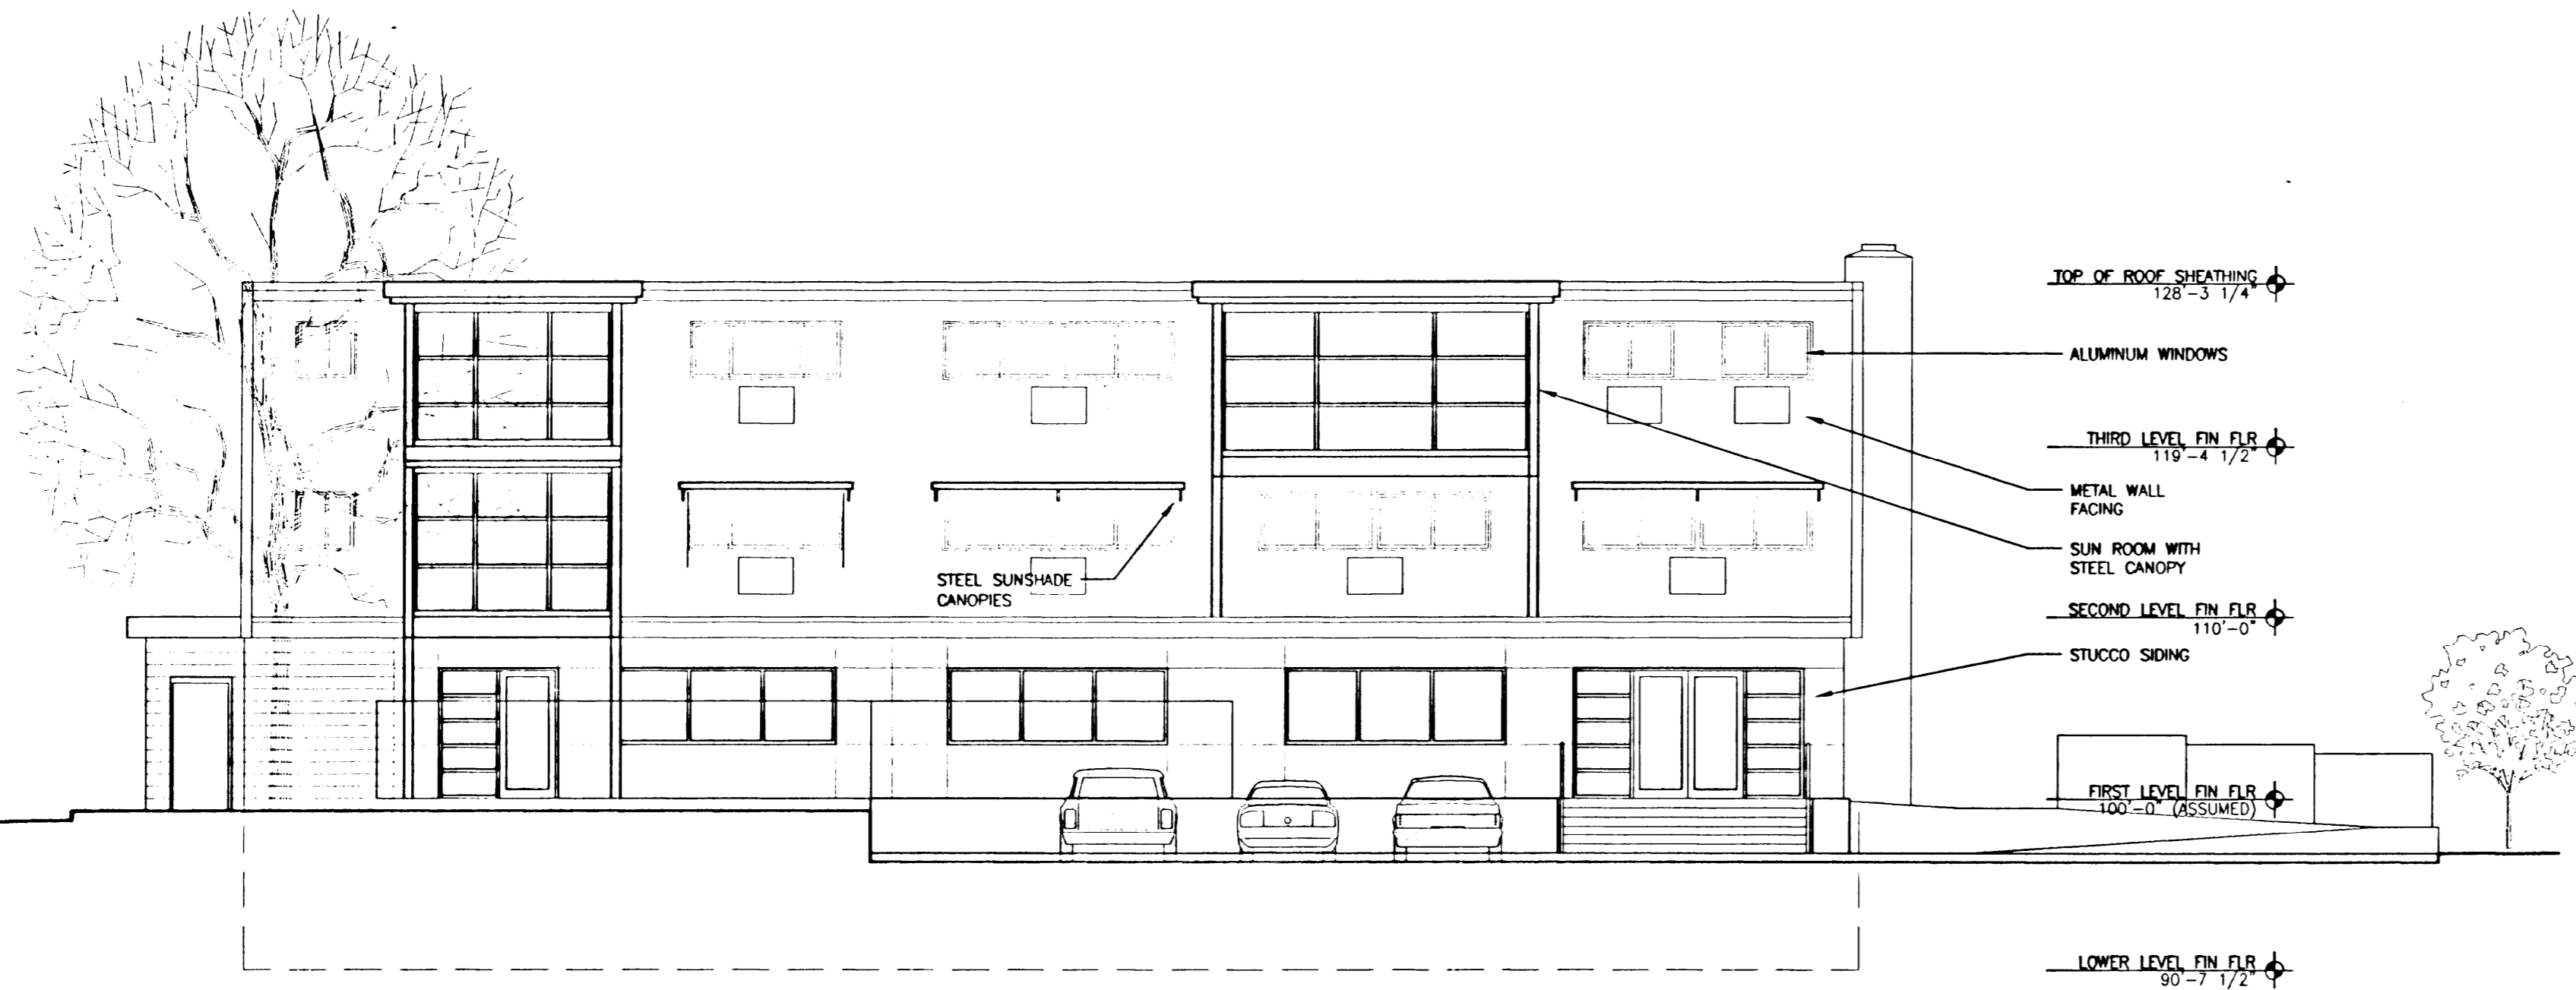 TOP OF ROOF SHEATHING
128'-3 1/4"
ALUMINUM WINDOWS
THIRD LEVEL FIN FLR
119'-4 1/2"
METAL WALL
FACING
SUN ROOM WITH
STEEL CANOPY
STEEL SUNSHADE
CANOPIES
SECOND LEVEL FIN FLR
110'-0"
STUCCO SIDING
FIRST LEVEL FIN FLR
100'-0" (ASSUMED)
LOWER LEVEL FIN FLR
90'-7 1/2"